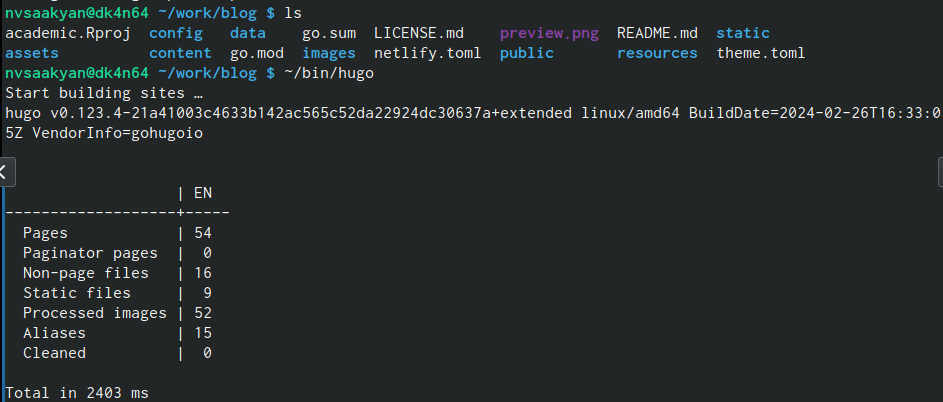 nvsaakyan@dk4n64 ~/work/blog $ ls
academic.Rproj  config   data    go.sum  LICENSE.md    preview.png  README.md  static
assets          content  go.mod  images  netlify.toml  public       resources  theme.toml
nvsaakyan@dk4n64 ~/work/blog $ ~/bin/hugo
Start building sites …
hugo v0.123.4-21a41003c4633b142ac565c52da22924dc30637a+extended linux/amd64 BuildDate=2024-02-26T16:33:0
5Z VendorInfo=gohugoio
                   | EN
-------------------+-----
  Pages            | 54
  Paginator pages  |  0
  Non-page files   | 16
  Static files     |  9
  Processed images | 52
  Aliases          | 15
  Cleaned          |  0
Total in 2403 ms